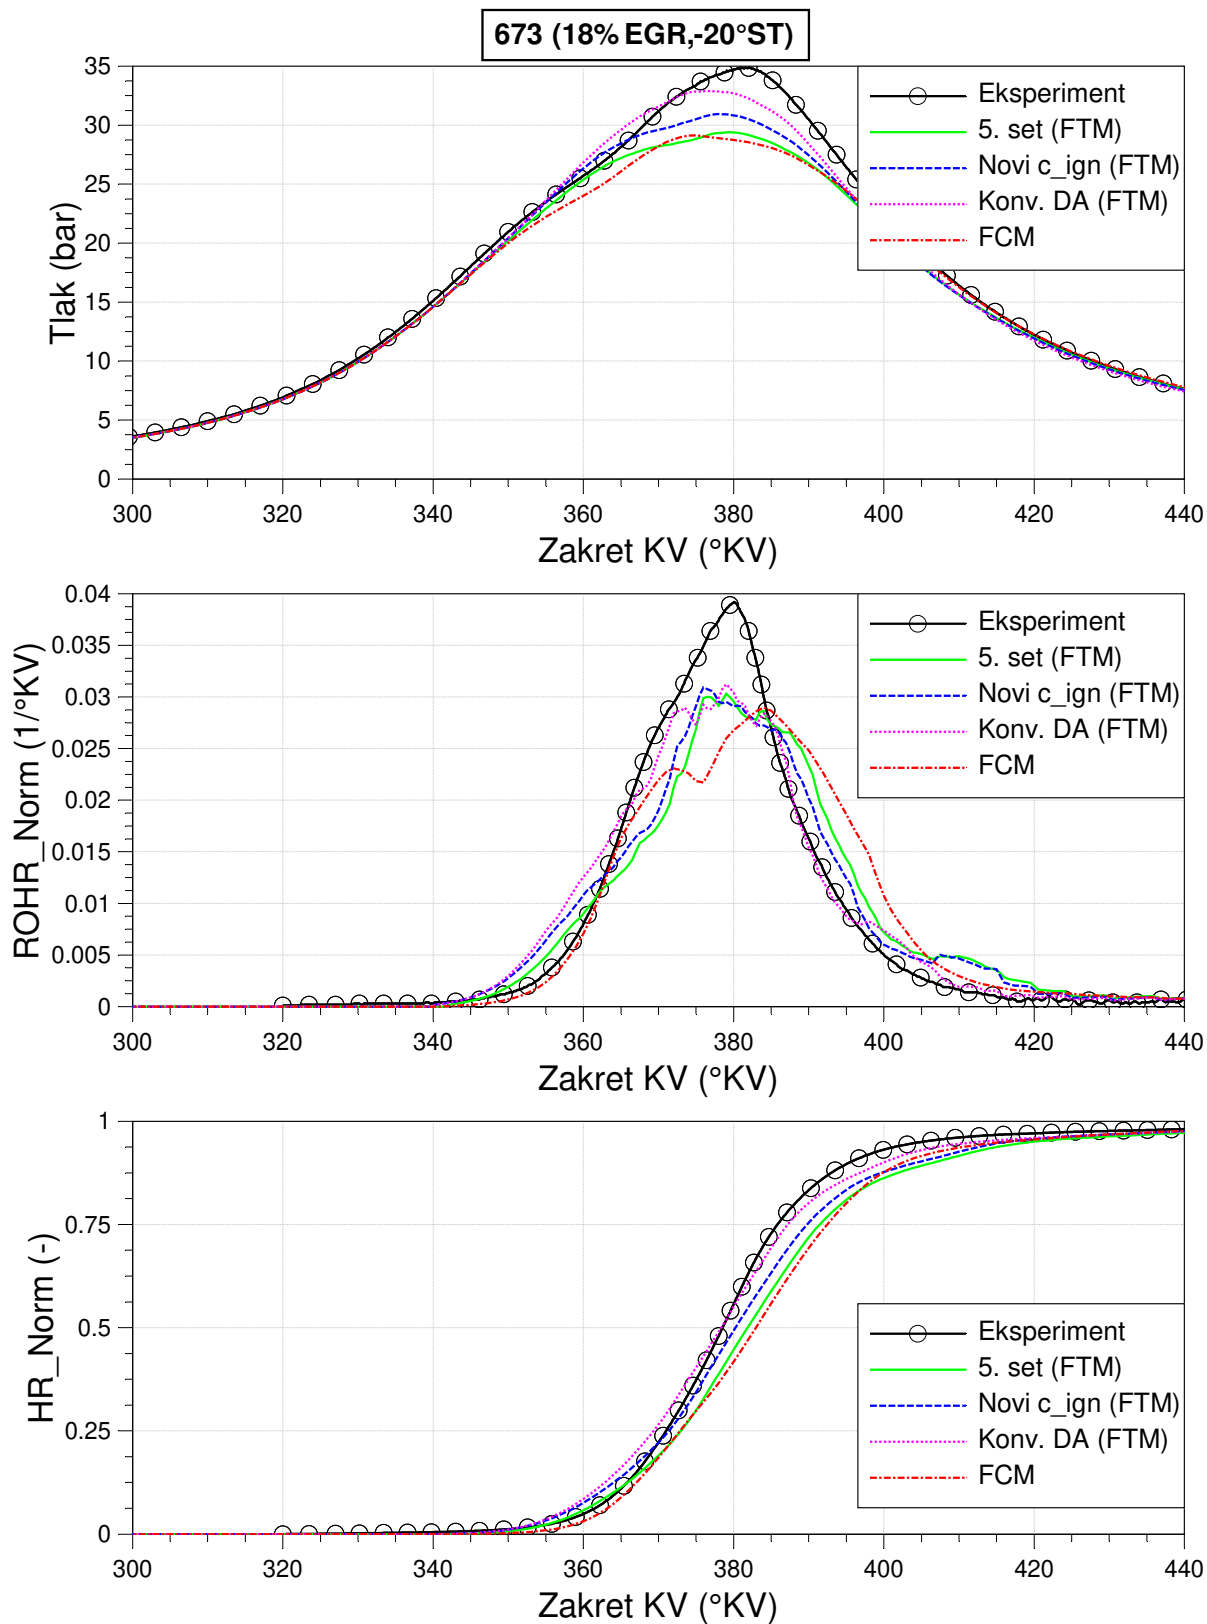 673 (18% EGR,-20°ST)
35
30
25
20
15
10
5
0
Tlak (bar)
Eksperiment
5. set (FTM)
Novi c_ign (FTM)
Konv. DA (FTM)
FCM
300 320 340 360 380 400 420 440
Zakret KV (°KV)
0.04
0.035
0.03
0.025
0.02
0.015
0.01
0.005
0
ROHR_Norm (1/°KV)
Eksperiment
5. set (FTM)
Novi c_ign (FTM)
Konv. DA (FTM)
FCM
300 320 340 360 380 400 420 440
Zakret KV (°KV)
1
0.75
0.5
0.25
0
HR_Norm (-)
Eksperiment
5. set (FTM)
Novi c_ign (FTM)
Konv. DA (FTM)
FCM
300 320 340 360 380 400 420 440
Zakret KV (°KV)